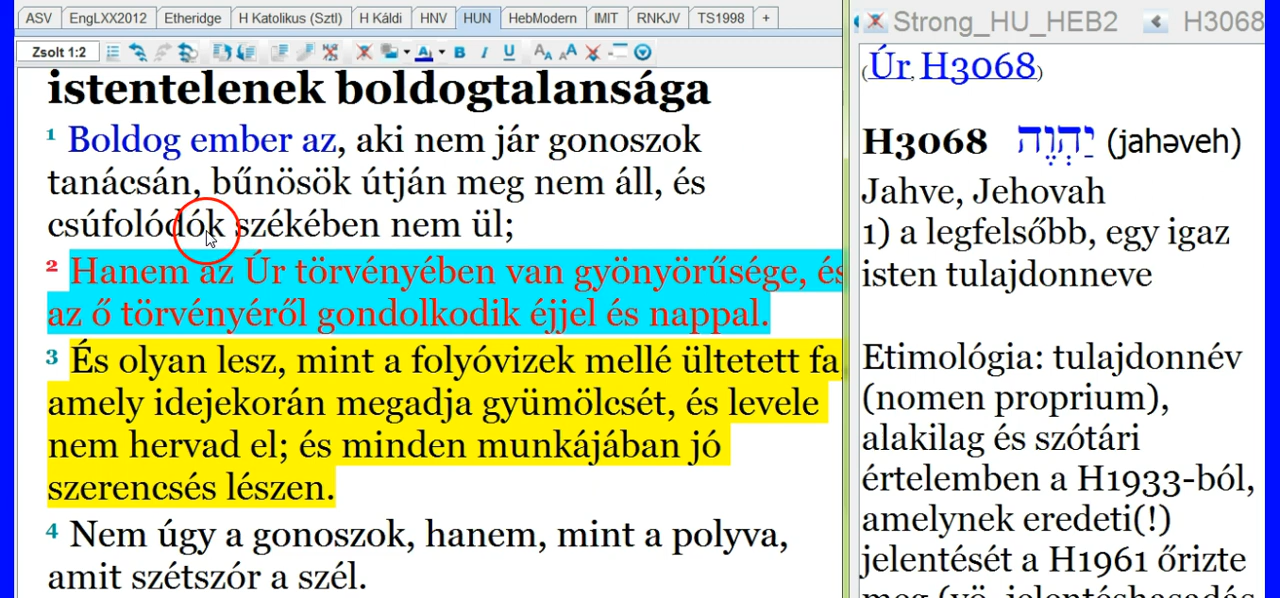 ASV EngLXX2012 Etheridge H Katolikus (Sztl) H Káldi HNV HUN HebModern IMIT RNKJV TS1998 +
Zsolt 1:2
istentelenek boldogtalansága
1 Boldog ember az, aki nem jár gonoszok
tanácsán, bűnösök útján meg nem áll, és
csúfolódók székében nem ül;
2 Hanem az Úr törvényében van gyönyörűsége, és
az ő törvényéről gondolkodik éjjel és nappal.
3 És olyan lesz, mint a folyóvizek mellé ültetett fa,
amely idejekorán megadja gyümölcsét, és levele
nem hervad el; és minden munkájában jó
szerencsés lészen.
4 Nem úgy a gonoszok, hanem, mint a polyva,
amit szétszór a szél.
Strong_HU_HEB2 H3068
(Úr, H3068)
H3068 יַהְוֶה (jahəveh)
Jahve, Jehovah
1) a legfelsőbb, egy igaz
isten tulajdonneve
Etimológia: tulajdonnév
(nomen proprium),
alakilag és szótári
értelemben a H1933-ból,
amelynek eredeti(!)
jelentését a H1961 őrizte
meg (vö. jelentéshasadás